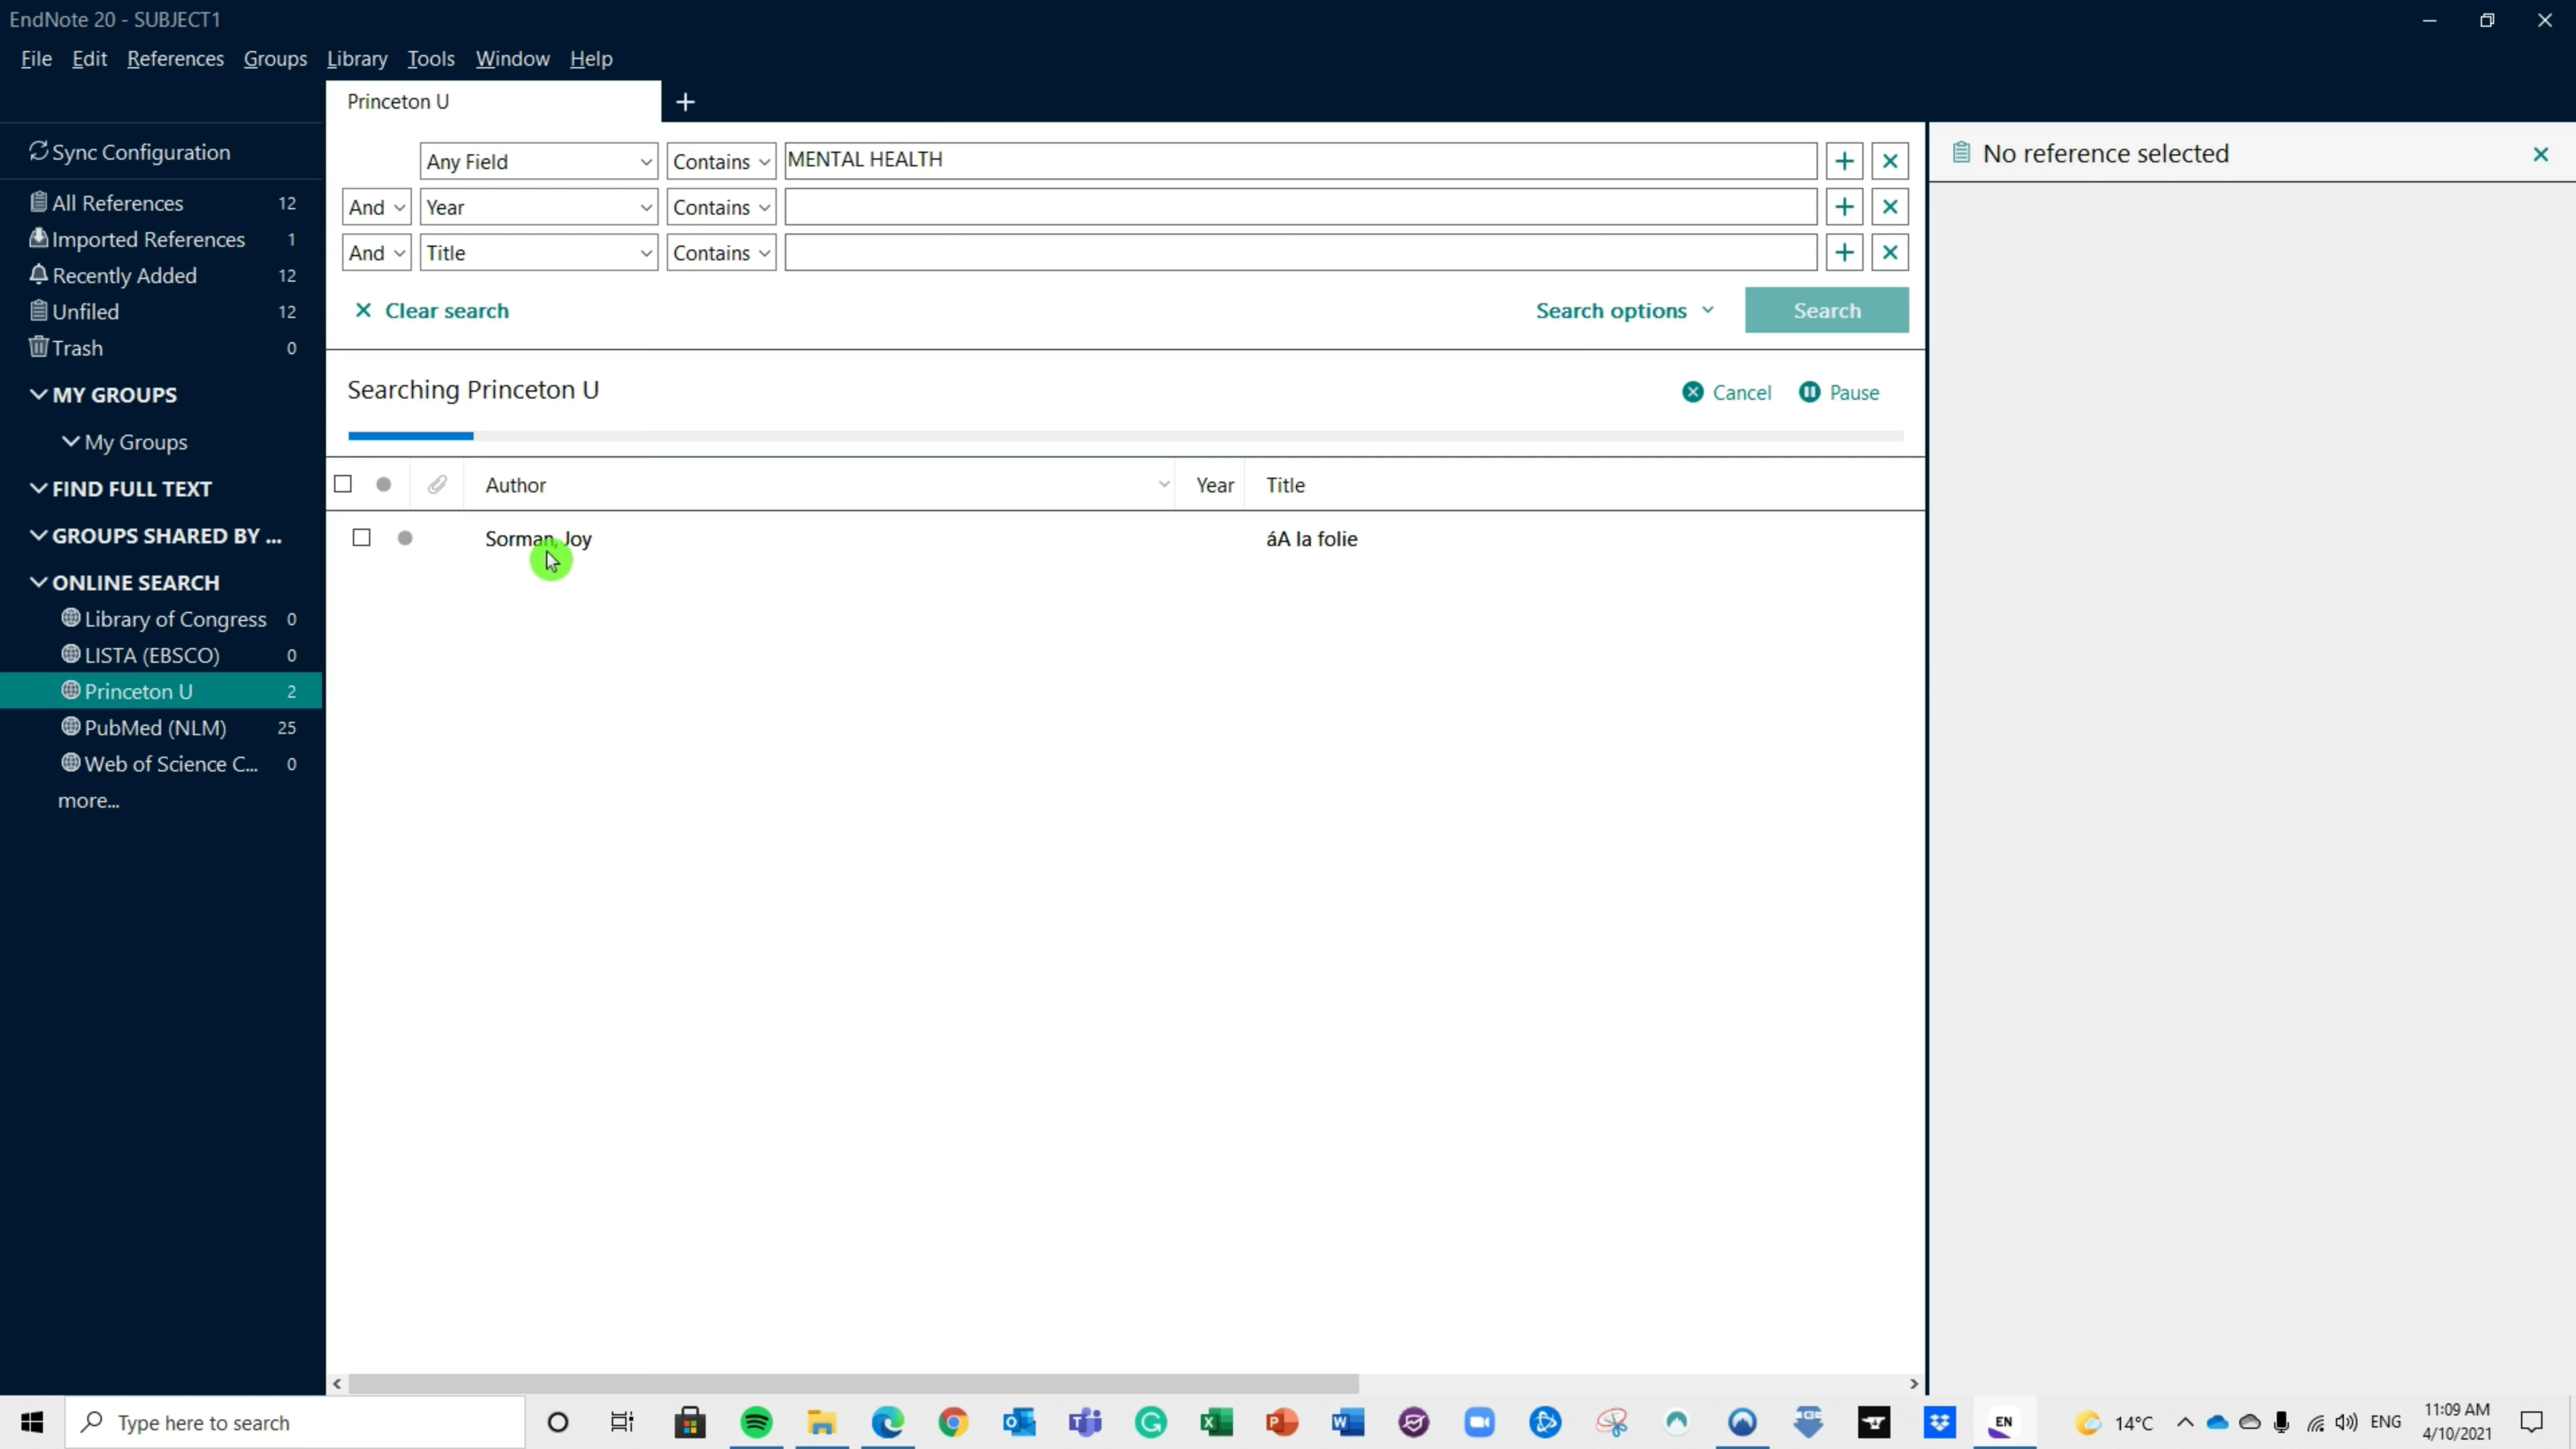 EndNote 20 - SUBJECT1
File Edit References Groups Library Tools Window Help
Princeton U
Sync Configuration
All References 12
Imported References 1
Recently Added 12
Unfiled 12
Trash 0
MY GROUPS
My Groups
FIND FULL TEXT
GROUPS SHARED BY ...
ONLINE SEARCH
Library of Congress 0
LISTA (EBSCO) 0
Princeton U 2
PubMed (NLM) 25
Web of Science C... 0
more...
Any Field Contains MENTAL HEALTH
And Year Contains
And Title Contains
Clear search Search options Search
Searching Princeton U Cancel Pause
Author Year Title
Sorman, Joy áA la folie
No reference selected
Type here to search
EN
14°C ENG 11:09 AM
4/10/2021